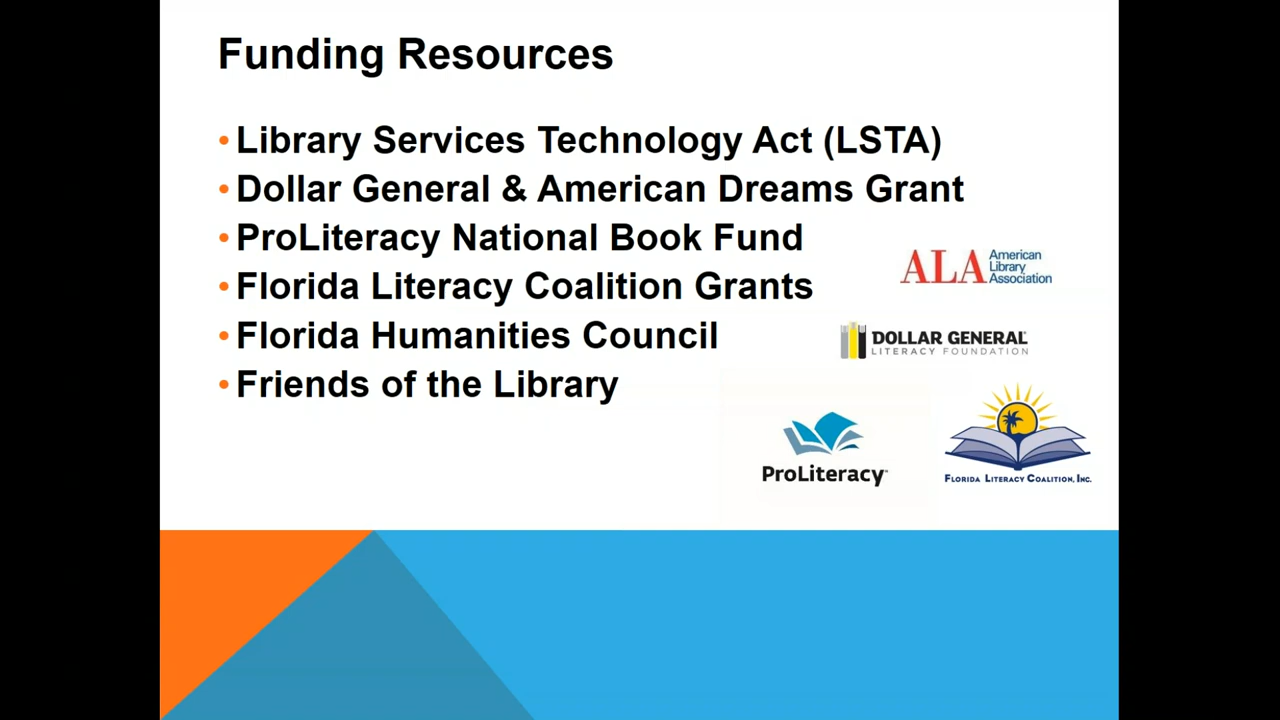 Funding Resources
•Library Services Technology Act (LSTA)
•Dollar General & American Dreams Grant
•ProLiteracy National Book Fund
•Florida Literacy Coalition Grants
•Florida Humanities Council
•Friends of the Library
ALA American
Library
Association
DOLLAR GENERAL
LITERACY FOUNDATION
ProLiteracy™
FLORIDA LITERACY COALITION, INC.